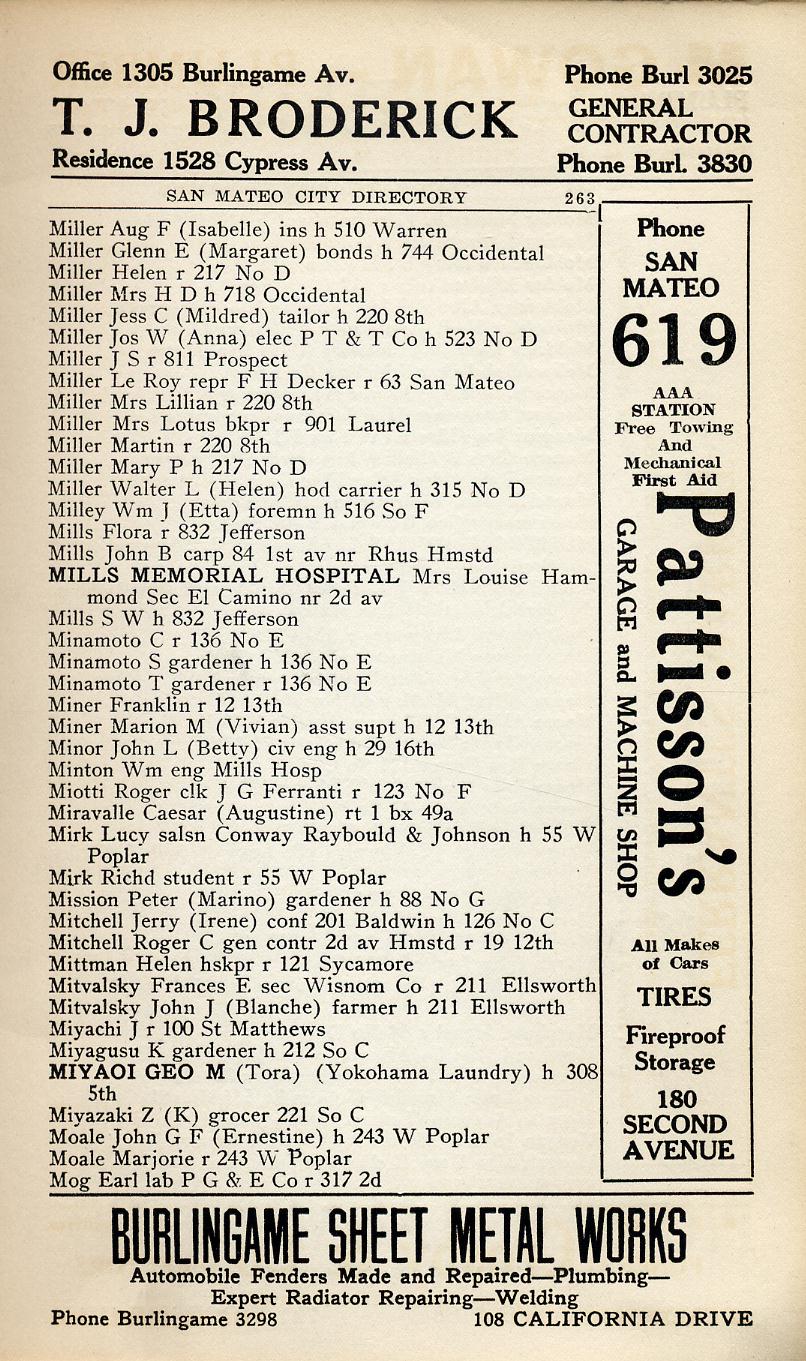 Office 1305 Burlingame Av.
Phone Burl 3025
T. J. BRODERICK
GENERAL
CONTRACTOR
Residence 1528 Cypress Av.
Phone Burl. 3830
SAN MATEO CITY DIRECTORY 263
Miller Aug F (Isabelle) ins h 510 Warren
Miller Glenn E (Margaret) bonds h 744 Occidental
Miller Helen r 217 No D
Miller Mrs H D h 718 Occidental
Miller Jess C (Mildred) tailor h 220 8th
Miller Jos W (Anna) elec P T & T Co h 523 No D
Miller J S r 811 Prospect
Miller Le Roy repr F H Decker r 63 San Mateo
Miller Mrs Lillian r 220 8th
Miller Mrs Lotus bkpr r 901 Laurel
Miller Martin r 220 8th
Miller Mary P h 217 No D
Miller Walter L (Helen) hod carrier h 315 No D
Milley Wm J (Etta) foremn h 516 So F
Mills Flora r 832 Jefferson
Mills John B carp 84 1st av nr Rhus Hmstd
MILLS MEMORIAL HOSPITAL Mrs Louise Ham-
mond Sec El Camino nr 2d av
Mills S W h 832 Jefferson
Minamoto C r 136 No E
Minamoto S gardener h 136 No E
Minamoto T gardener r 136 No E
Miner Franklin r 12 13th
Miner Marion M (Vivian) asst supt h 12 13th
Minor John L (Betty) civ eng h 29 16th
Minton Wm eng Mills Hosp
Miotti Roger clk J G Ferranti r 123 No F
Miravalle Caesar (Augustine) rt 1 bx 49a
Mirk Lucy salsn Conway Raybould & Johnson h 55 W
Poplar
Mirk Richd student r 55 W Poplar
Mission Peter (Marino) gardener h 88 No G
Mitchell Jerry (Irene) conf 201 Baldwin h 126 No C
Mitchell Roger C gen contr 2d av Hmstd r 19 12th
Mittman Helen hskpr r 121 Sycamore
Mitvalsky Frances E sec Wisnom Co r 211 Ellsworth
Mitvalsky John J (Blanche) farmer h 211 Ellsworth
Miyachi J r 100 St Matthews
Miyagusu K gardener h 212 So C
MIYAOI GEO M (Tora) (Yokohama Laundry) h 308
5th
Miyazaki Z (K) grocer 221 So C
Moale John G F (Ernestine) h 243 W Poplar
Moale Marjorie r 243 W Poplar
Mog Earl lab P G & E Co r 317 2d
Phone
SAN
MATEO
619
AAA
STATION
Free Towing
And
Mechanical
First Aid
Pattison's
GARAGE and MACHINE SHOP
All Makes
of Cars
TIRES
Fireproof
Storage
180
SECOND
AVENUE
BURLINGAME SHEET METAL WORKS
Automobile Fenders Made and Repaired—Plumbing—
Expert Radiator Repairing—Welding
Phone Burlingame 3298
108 CALIFORNIA DRIVE